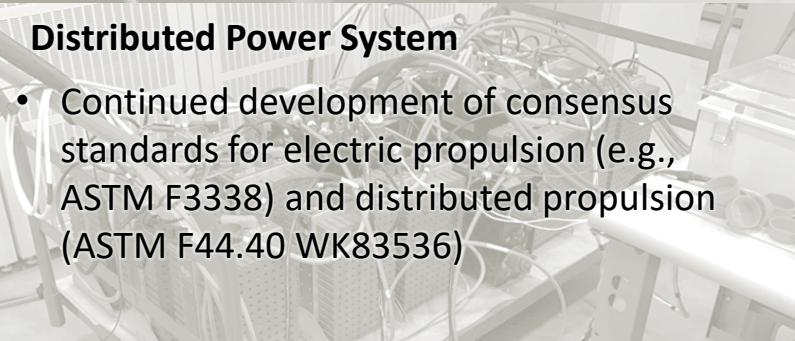 Distributed Power System
• Continued development of consensus
standards for electric propulsion (e.g.,
ASTM F3338) and distributed propulsion
(ASTM F44.40 WK83536)